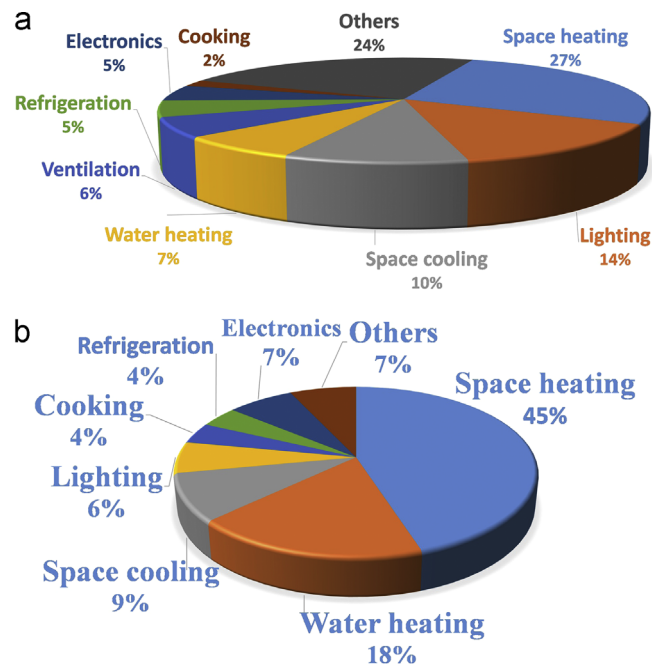 a
Others
24%
Cooking
2%
Electronics
5%
Space heating
27%
Refrigeration
5%
Ventilation
6%
Water heating
7%
Space cooling
10%
Lighting
14%
b
Electronics
7%
Others
7%
Refrigeration
4%
Space heating
45%
Cooking
4%
Lighting
6%
Space cooling
9%
Water heating
18%